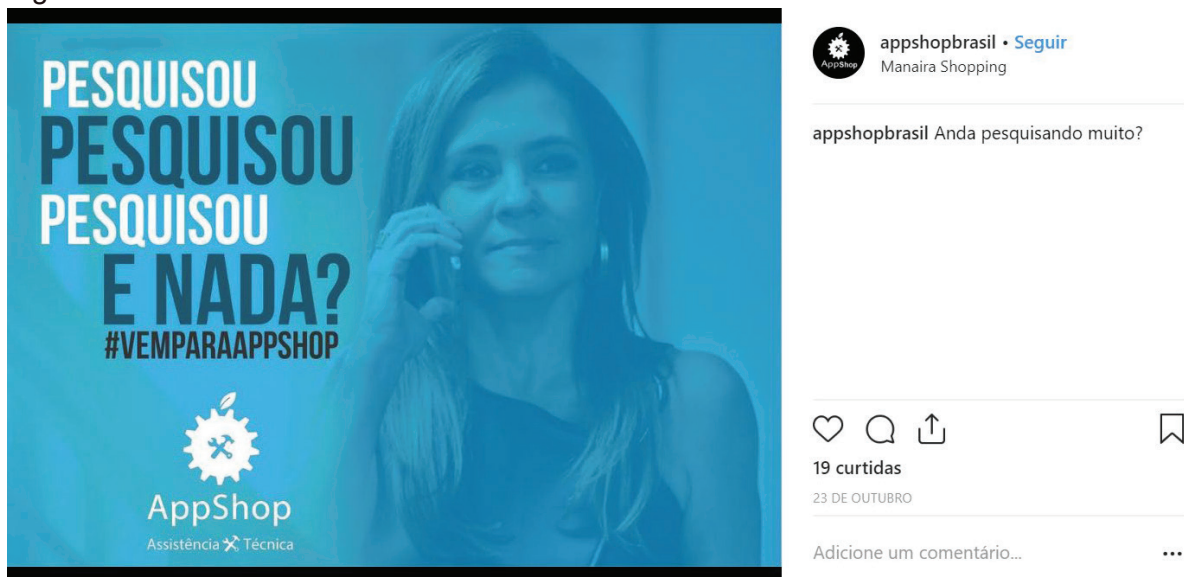 PESQUISOU
PESQUISOU
PESQUISOU
E NADA?
#VEMPARAAPPSHOP
AppShop
Assistência Técnica
AppShop
appshopbrasil • Seguir
Manaira Shopping
appshopbrasil Anda pesquisando muito?
19 curtidas
23 DE OUTUBRO
Adicione um comentário...